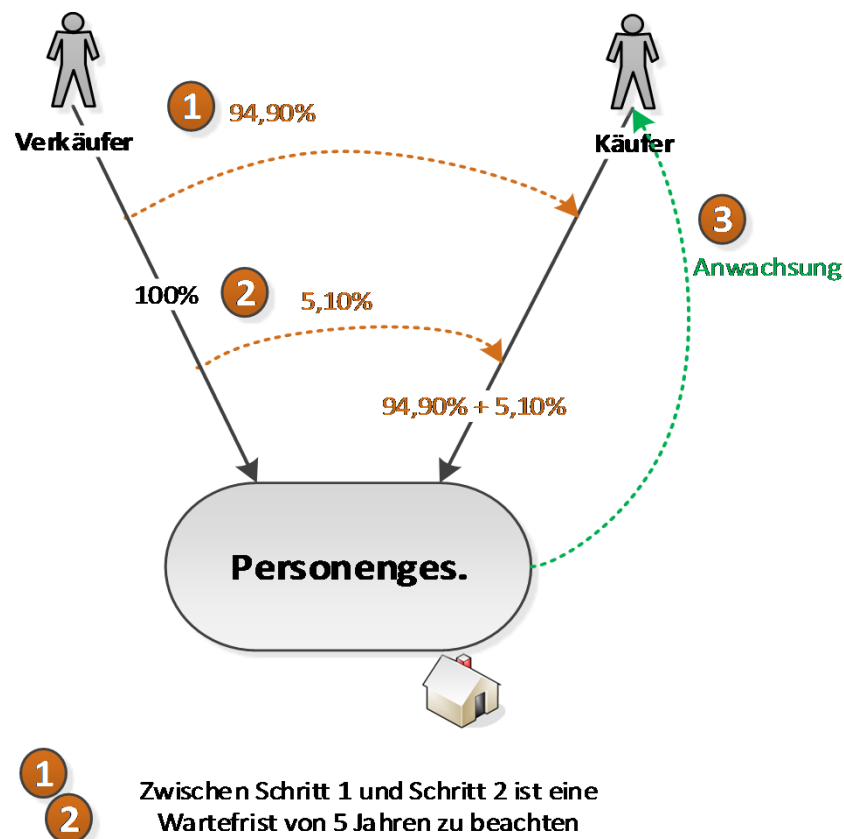 1 94,90%
Verkäufer
Käufer
3
Anwachsung
100% 2 5,10%
94,90% + 5,10%
Personenges.
1
2
Zwischen Schritt 1 und Schritt 2 ist eine
Wartefrist von 5 Jahren zu beachten